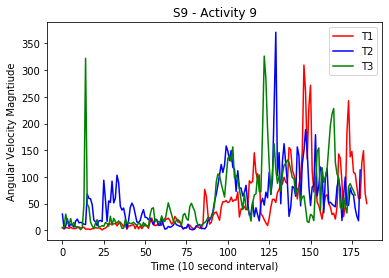 S9 - Activity 9
Angular Velocity Magntiude
350
300
250
200
150
100
50
0
0 25 50 75 100 125 150 175
Time (10 second interval)
T1
T2
T3